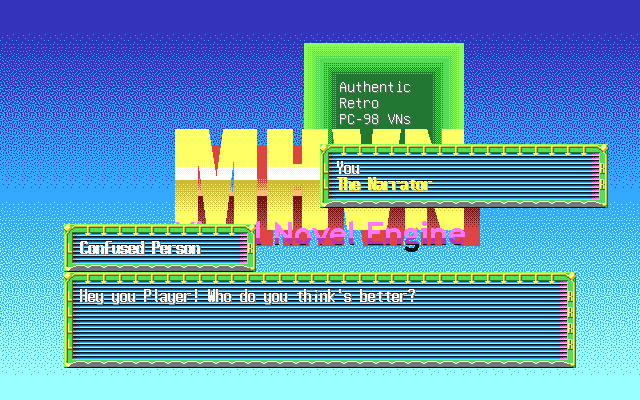 Authentic
Retro
PC-98 VNs
MHVN
You
The Narrator
Novel Engine
Confused Person
Hey you Player! Who do you think's better?